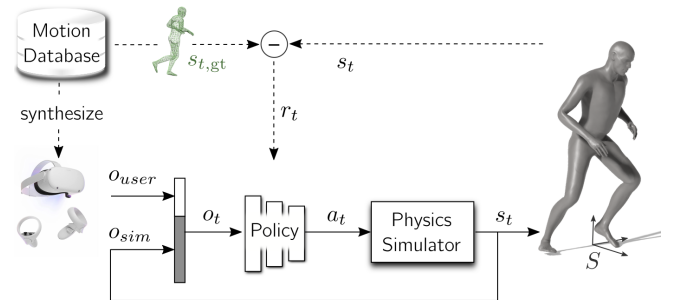 Motion
Database
s_{t,gt}
−
s_t
synthesize
r_t
o_{user}
o_{sim}
o_t
Policy
a_t
Physics
Simulator
s_t
S